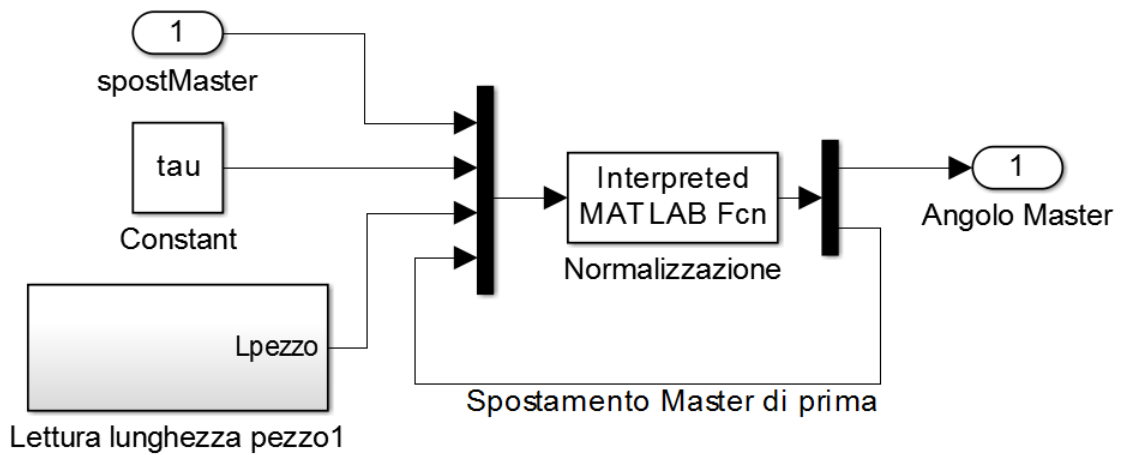 1
spostMaster
tau
Constant
Lpezzo
Lettura lunghezza pezzo1
Interpreted
MATLAB Fcn
Normalizzazione
1
Angolo Master
Spostamento Master di prima